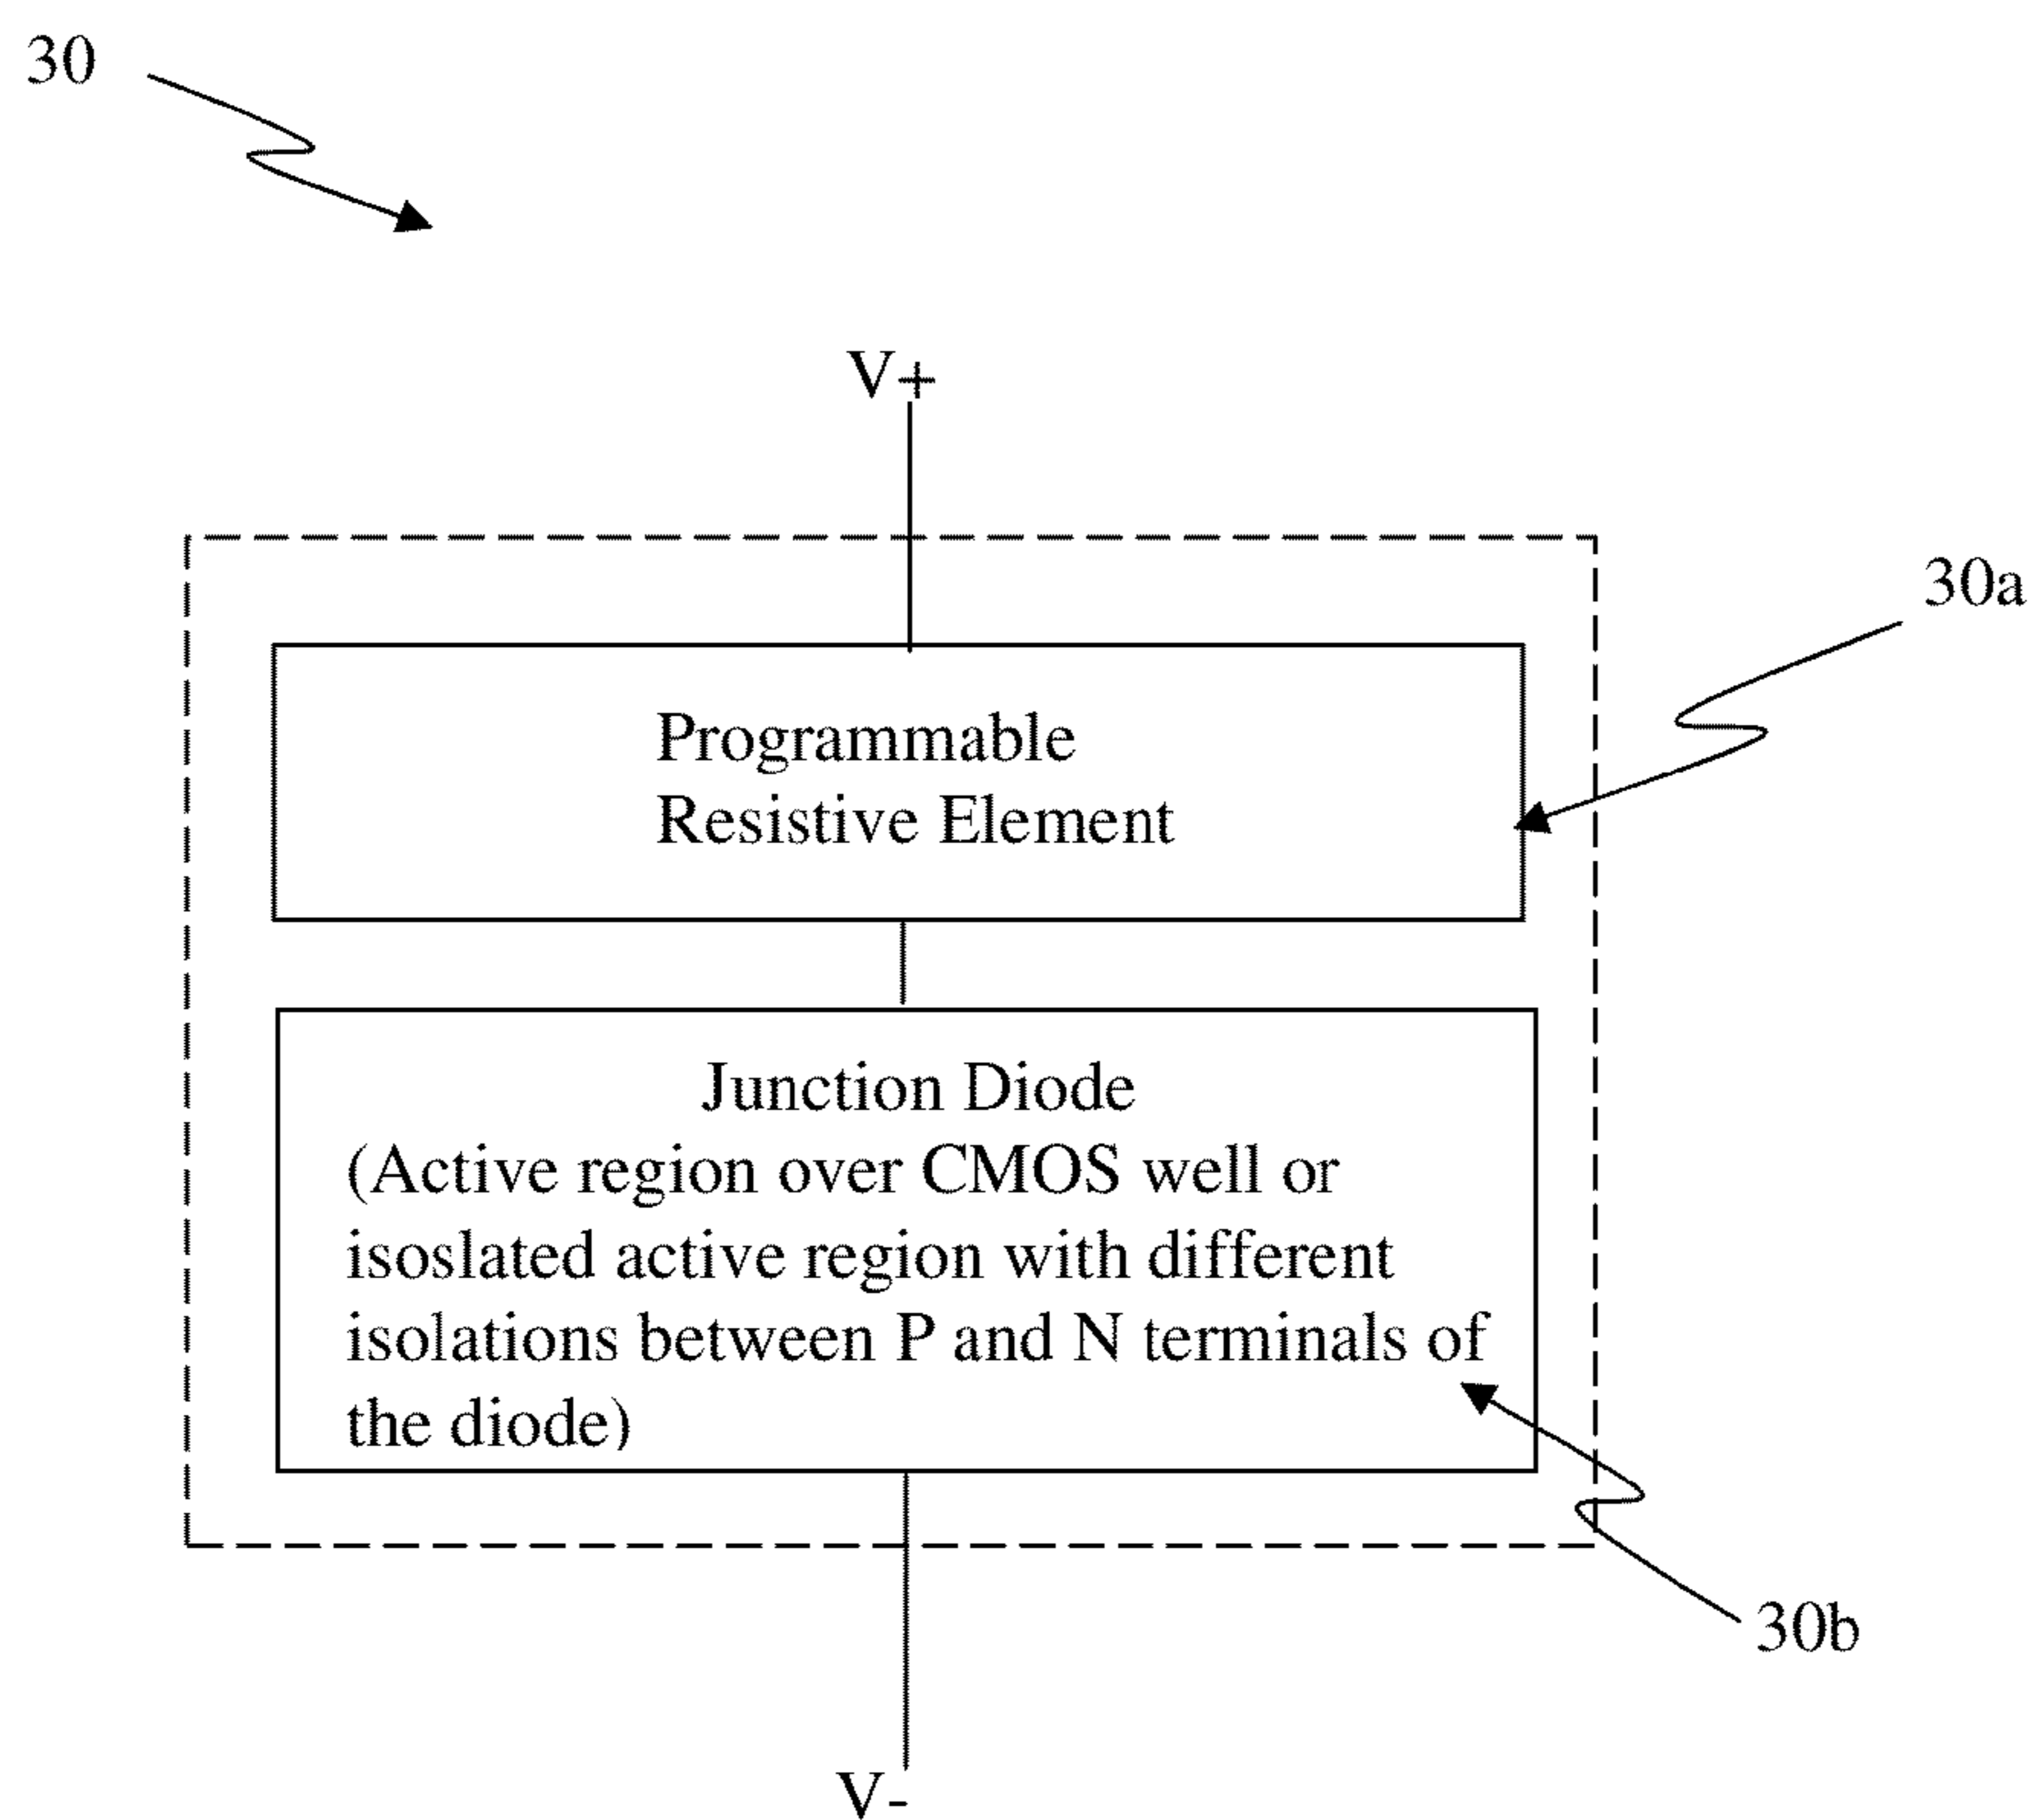 30
V+
30a
Programmable
Resistive Element
Junction Diode
(Active region over CMOS well or
isoslated active region with different
isolations between P and N terminals of
the diode)
30b
V-